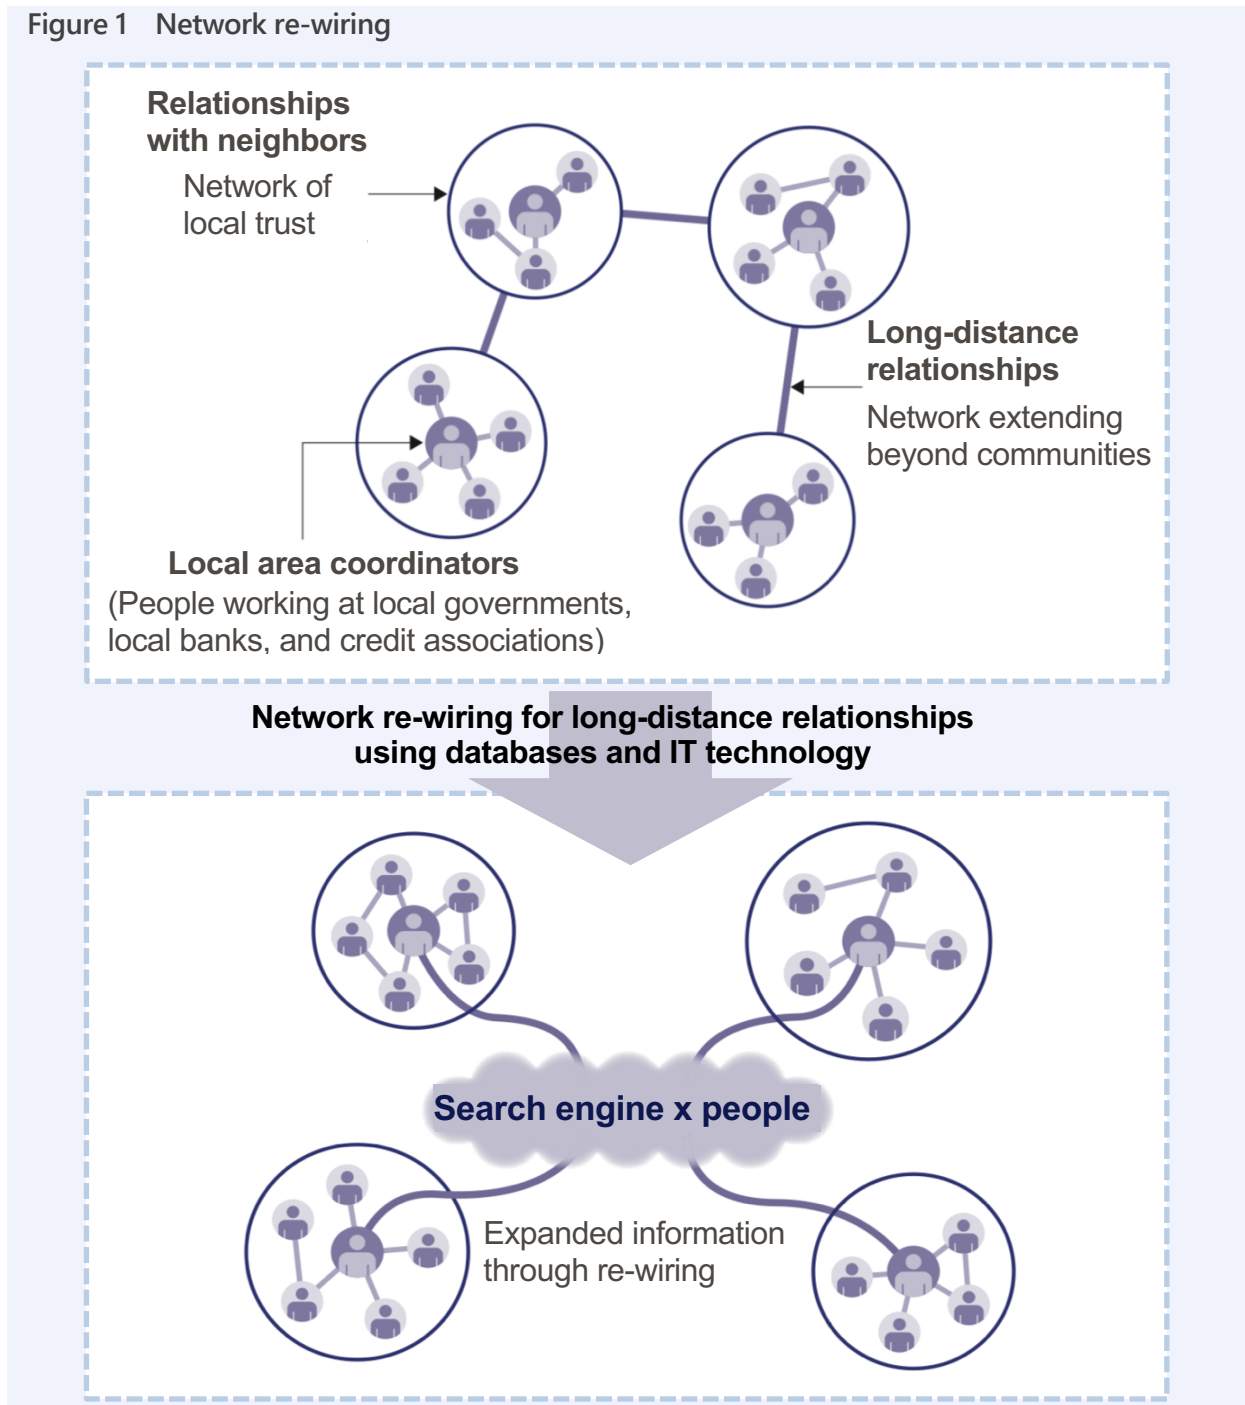 Figure 1 Network re-wiring
Relationships
with neighbors
Network of
local trust
Long-distance
relationships
Network extending
beyond communities
Local area coordinators
(People working at local governments,
local banks, and credit associations)
Network re-wiring for long-distance relationships
using databases and IT technology
Search engine x people
Expanded information
through re-wiring